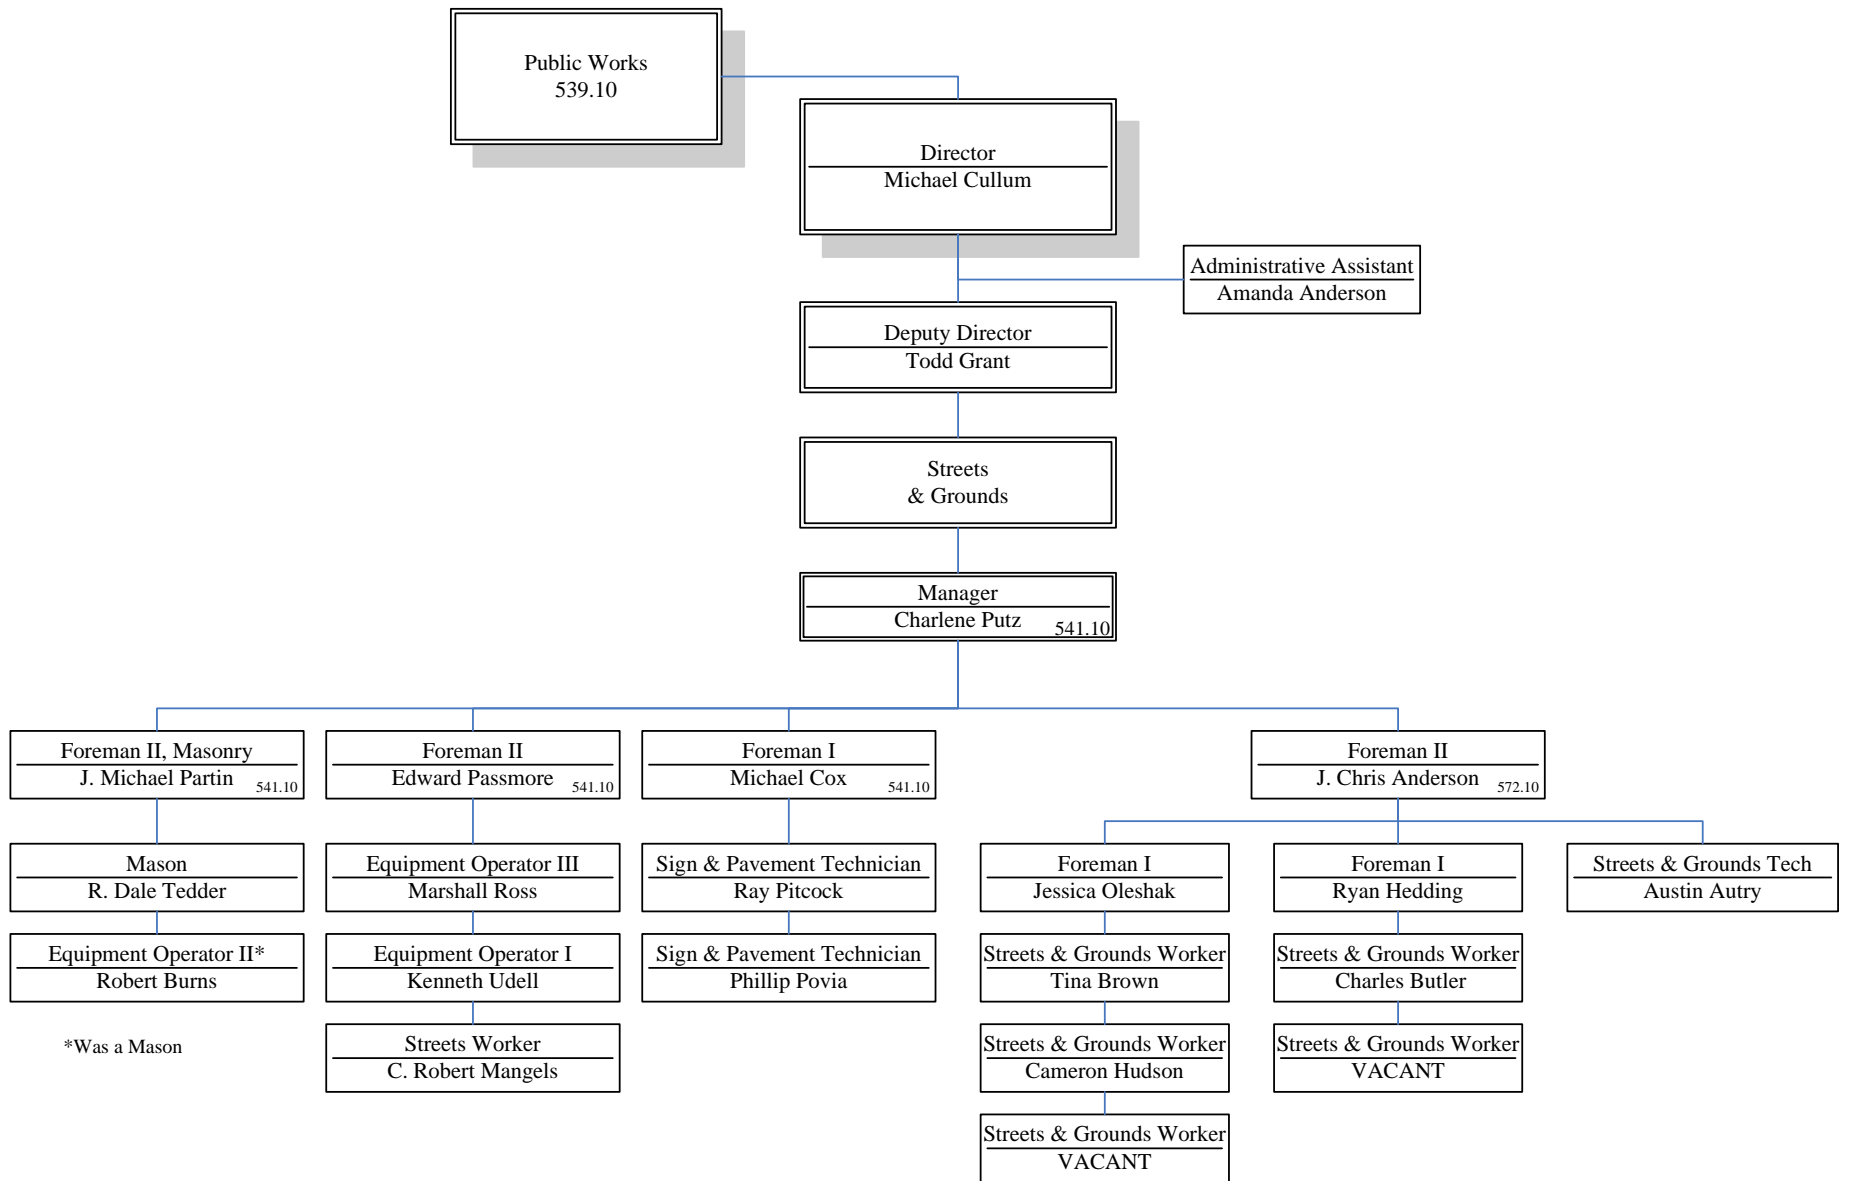 Public Works
539.10
Director
Michael Cullum
Administrative Assistant
Amanda Anderson
Deputy Director
Todd Grant
Streets
& Grounds
Manager
Charlene Putz
541.10
Foreman II, Masonry
J. Michael Partin
541.10
Foreman II
Edward Passmore
541.10
Foreman I
Michael Cox
541.10
Foreman II
J. Chris Anderson
572.10
Mason
R. Dale Tedder
Equipment Operator III
Marshall Ross
Sign & Pavement Technician
Ray Pitcock
Foreman I
Jessica Oleshak
Foreman I
Ryan Hedding
Streets & Grounds Tech
Austin Autry
Equipment Operator II*
Robert Burns
Equipment Operator I
Kenneth Udell
Sign & Pavement Technician
Phillip Povia
Streets & Grounds Worker
Tina Brown
Streets & Grounds Worker
Charles Butler
*Was a Mason
Streets Worker
C. Robert Mangels
Streets & Grounds Worker
Cameron Hudson
Streets & Grounds Worker
VACANT
Streets & Grounds Worker
VACANT